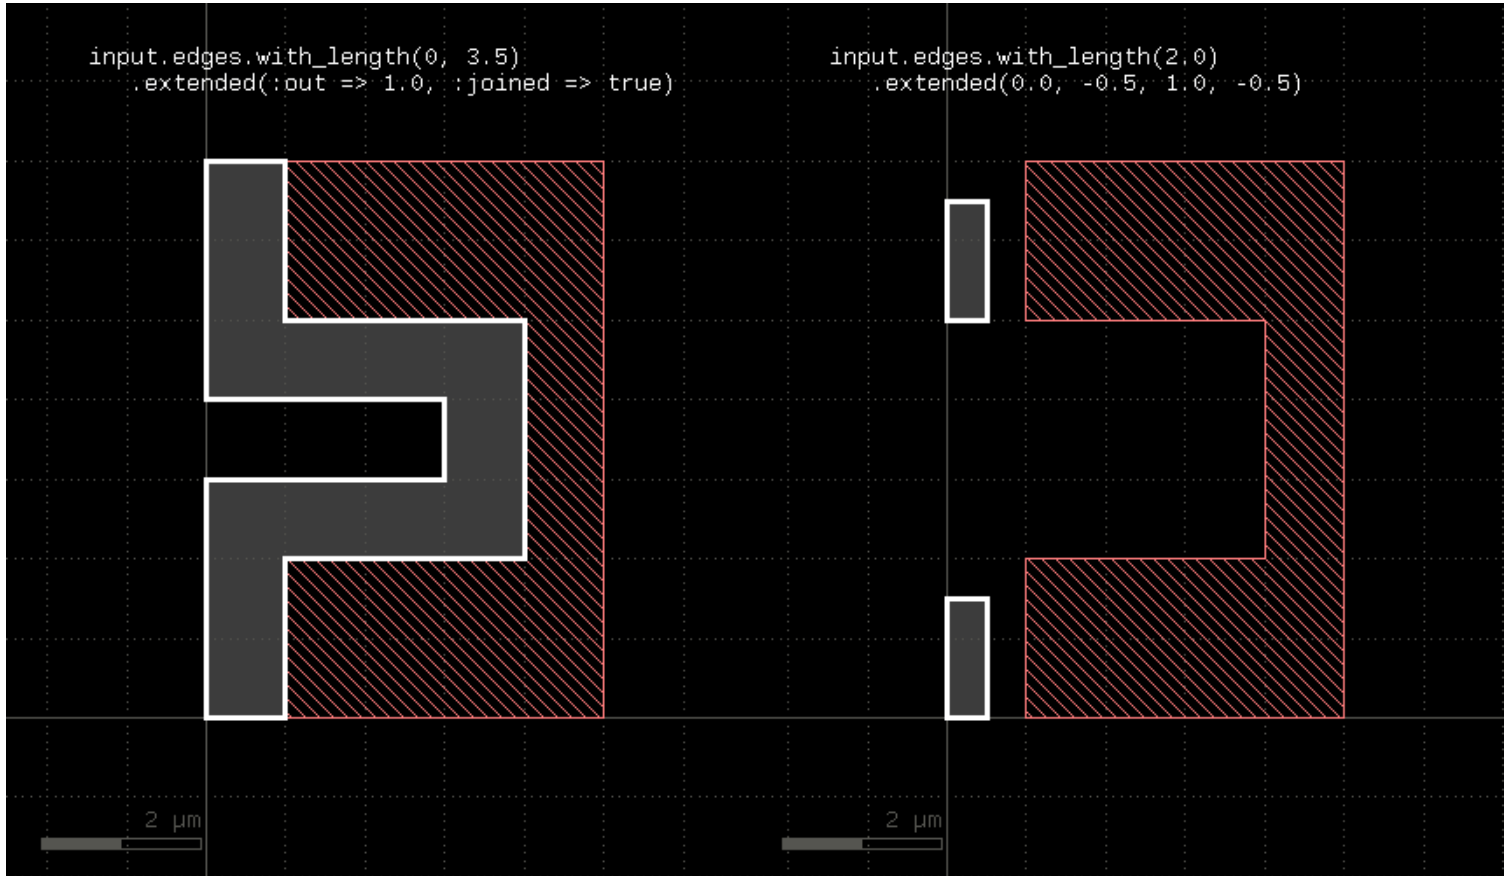 input.edges.with_length(0, 3.5)
.extended(:out => 1.0, :joined => true)
input.edges.with_length(2.0)
.extended(0.0, -0.5, 1.0, -0.5)
2 µm
2 µm